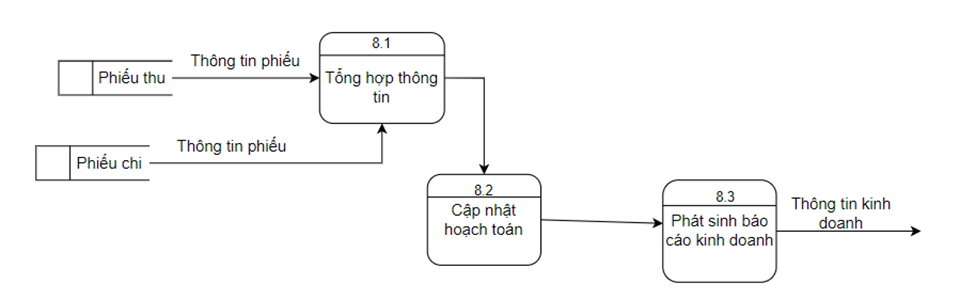 8.1
Thông tin phiếu
Phiếu thu
Tổng hợp thông
tin
Thông tin phiếu
Phiếu chi
8.2
Cập nhật
hoạch toán
8.3
Phát sinh báo
cáo kinh doanh
Thông tin kinh
doanh